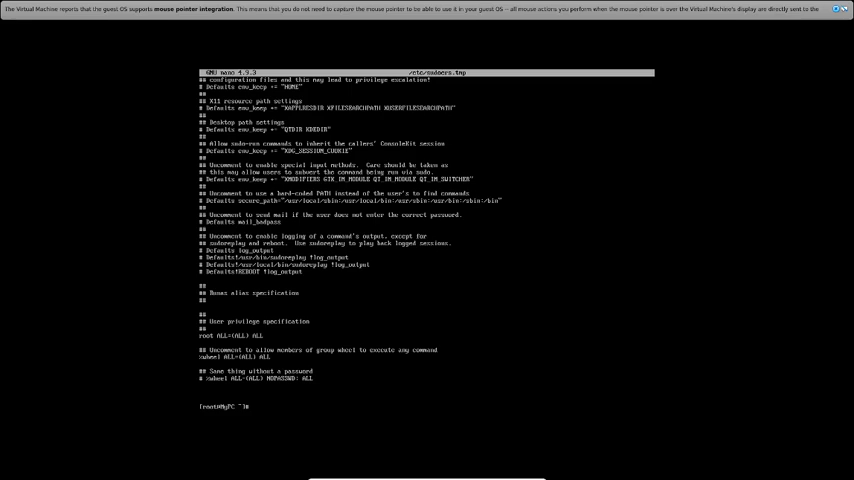 The Virtual Machine reports that the guest OS supports mouse pointer integration. This means that you do not need to capture the mouse pointer to be able to use it in your guest OS -- all mouse actions you perform when the mouse pointer is over the Virtual Machine's display are directly sent to the
GNU nano 4.9.3 /etc/sudoers.tmp
## configuration files and this may lead to privilege escalation!
# Defaults env_keep += "HOME"
##
## X11 resource path settings
# Defaults env_keep += "XAPPLRESDIR XFILESEARCHPATH XUSERFILESEARCHPATH"
##
## Desktop path settings
# Defaults env_keep += "QTDIR KDEDIR"
##
## Allow sudo-run commands to inherit the callers' ConsoleKit session
# Defaults env_keep += "XDG_SESSION_COOKIE"
##
## Uncomment to enable special input methods.  Care should be taken as
## this may allow users to subvert the command being run via sudo.
# Defaults env_keep += "XMODIFIERS GTK_IM_MODULE QT_IM_MODULE QT_IM_SWITCHER"
##
## Uncomment to use a hard-coded PATH instead of the user's to find commands
# Defaults secure_path="/usr/local/sbin:/usr/local/bin:/usr/sbin:/usr/bin:/sbin:/bin"
##
## Uncomment to send mail if the user does not enter the correct password.
# Defaults mail_badpass
##
## Uncomment to enable logging of a command's output, except for
## sudoreplay and reboot.  Use sudoreplay to play back logged sessions.
# Defaults log_output
# Defaults!/usr/bin/sudoreplay !log_output
# Defaults!/usr/local/bin/sudoreplay !log_output
# Defaults!REBOOT !log_output
##
## Runas alias specification
##
##
## User privilege specification
##
root ALL=(ALL) ALL
## Uncomment to allow members of group wheel to execute any command
%wheel ALL=(ALL) ALL
## Same thing without a password
# %wheel ALL=(ALL) NOPASSWD: ALL
[root@MyPC ~]#